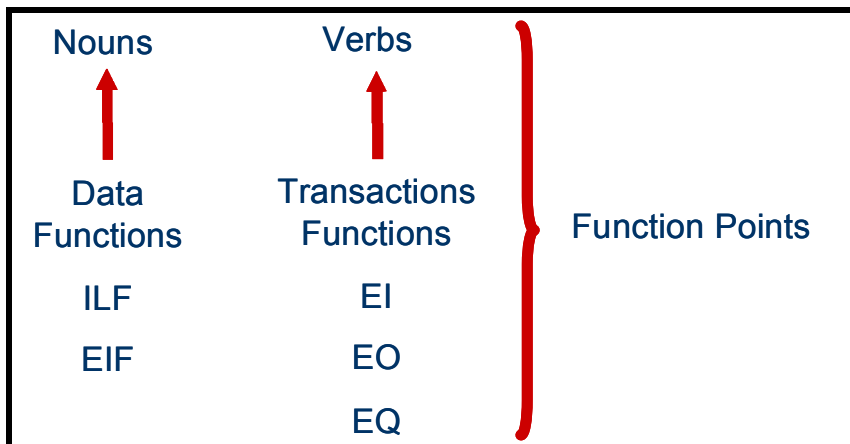 Nouns
Verbs
Data
Functions
Transactions
Functions
Function Points
ILF
EI
EIF
EO
EQ